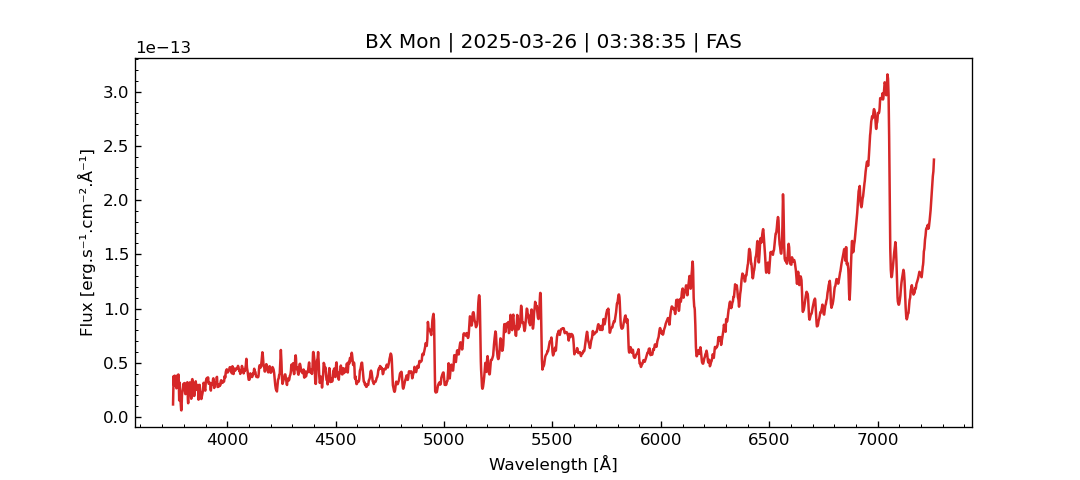 BX Mon | 2025-03-26 | 03:38:35 | FAS
1e−13
3.0
2.5
2.0
1.5
1.0
0.5
0.0
Flux [erg.s⁻¹.cm⁻².Å⁻¹]
4000 4500 5000 5500 6000 6500 7000
Wavelength [Å]